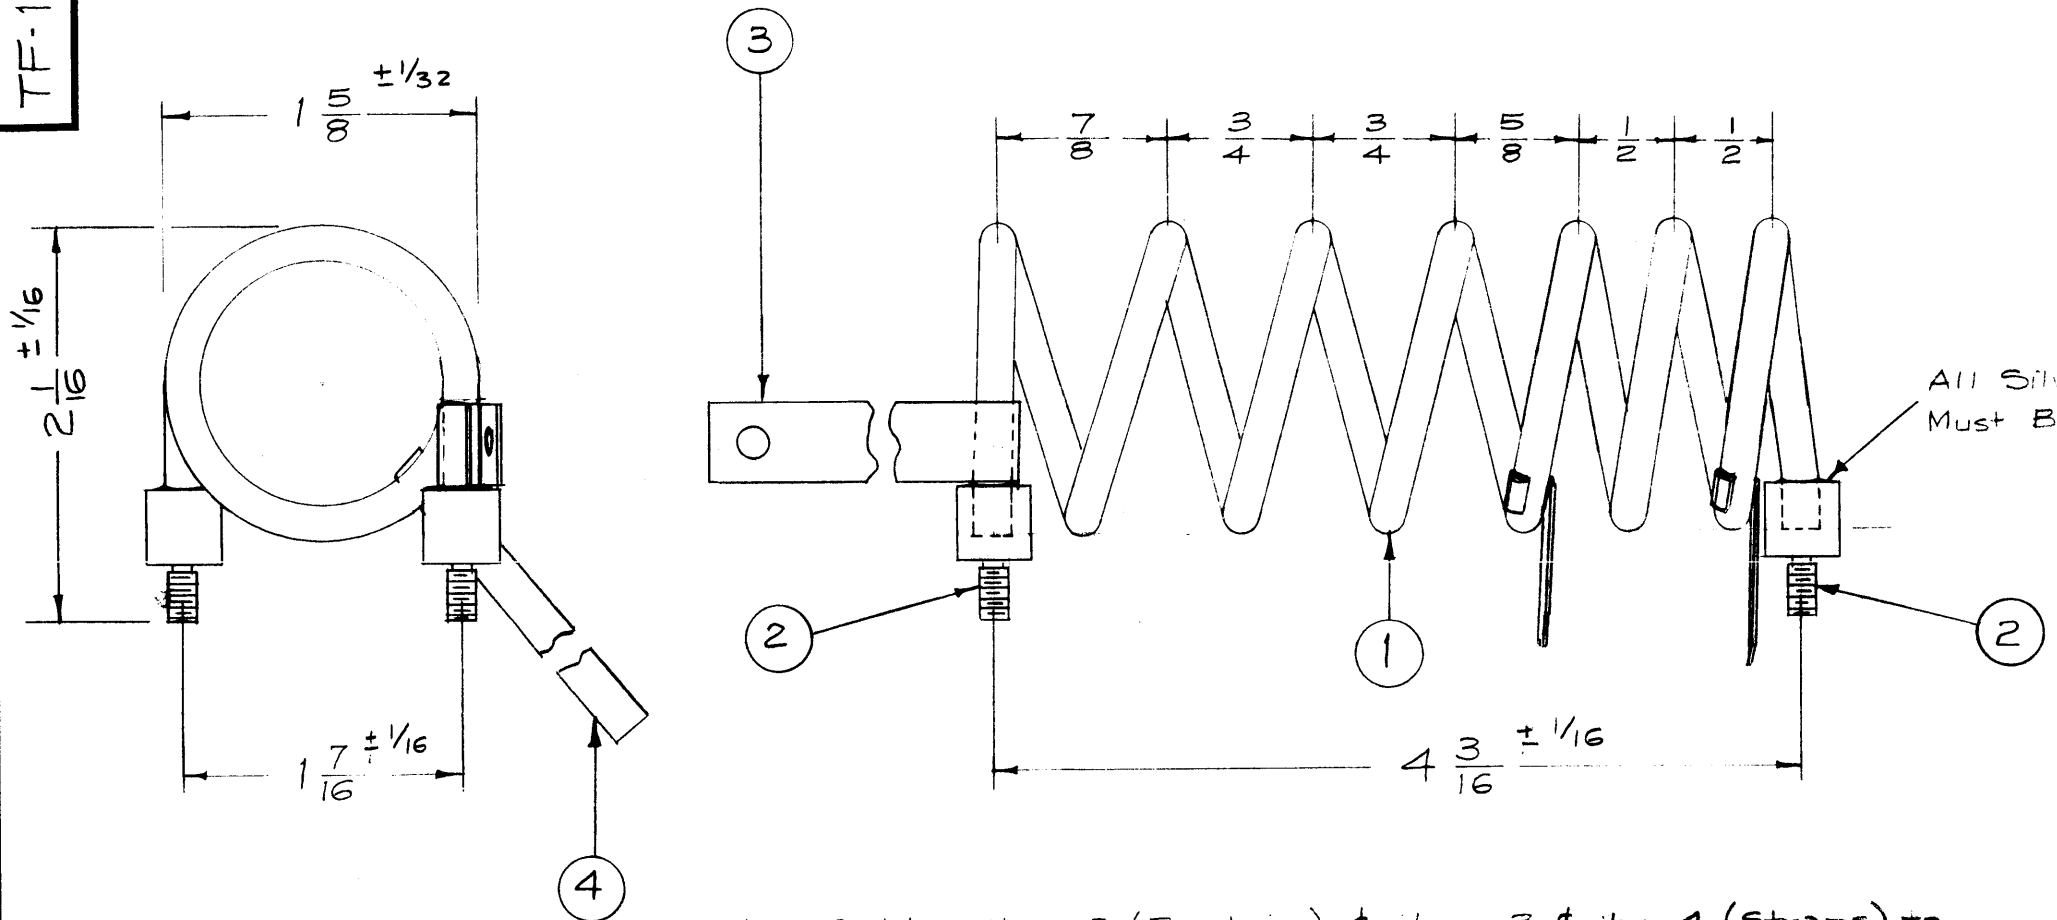 TF-1
3
1 5/8 ±1/32
7/8 3/4 3/4 5/8 1/2 1/2
2 1/16 ±1/16
All
Must
2
1
2
1 7/16 ±1/16
4 3/16 ±1/16
4
(Straps) to